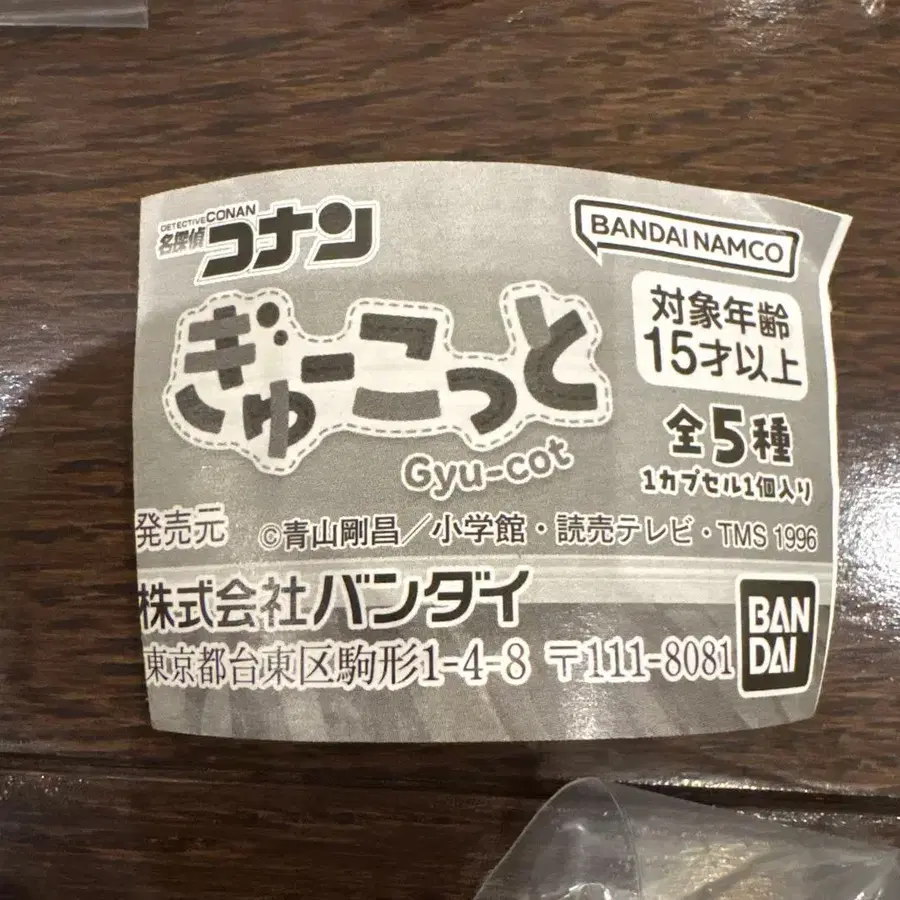 DETECTIVE CONAN
名探偵コナン
BANDAI NAMCO
ぎゅーこっと
Gyu-cot
対象年齢
15才以上
全5種
1カプセル1個入り
発売元
©青山剛昌／小学館・読売テレビ・TMS 1996
株式会社バンダイ
東京都台東区駒形1-4-8 〒111-8081
BAN
DAI